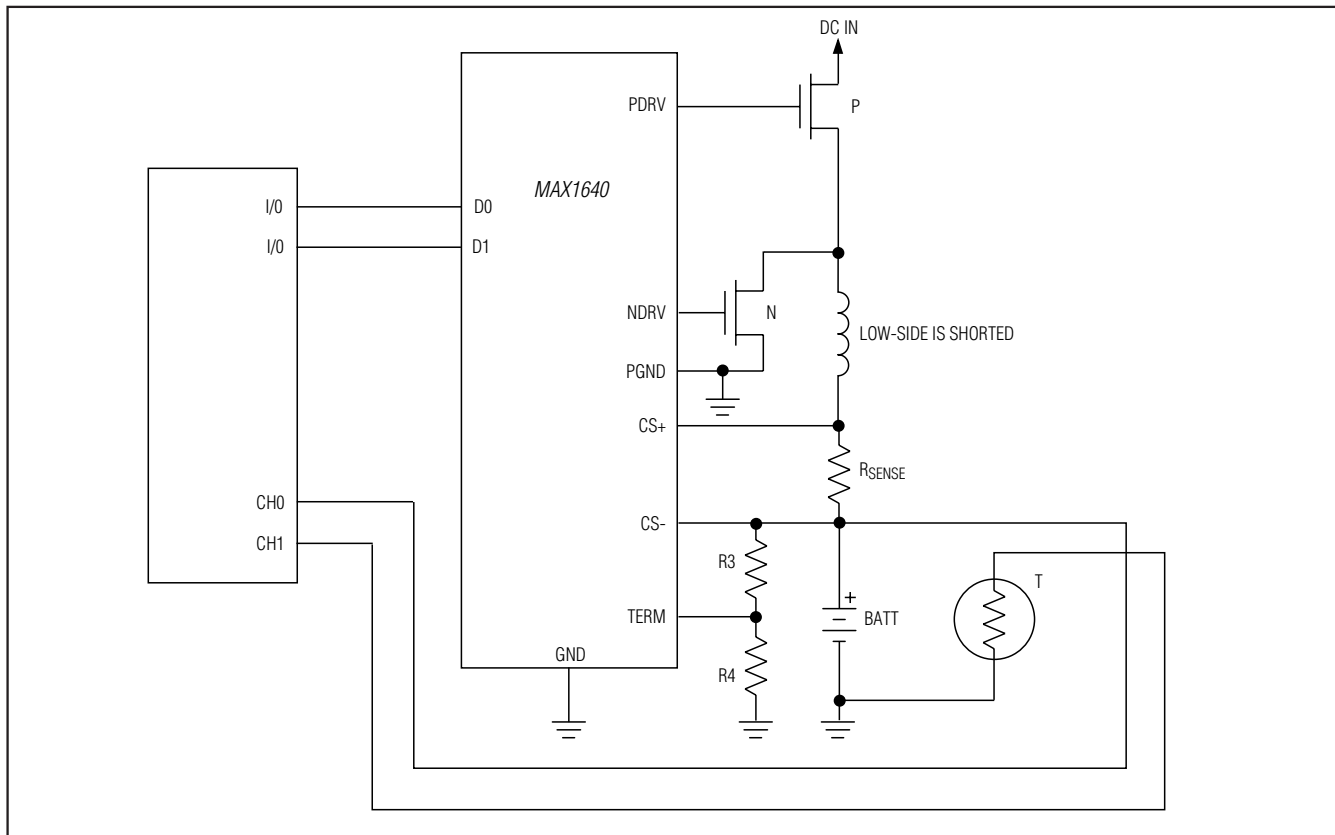 DC IN
PDRV
P
MAX1640
I/0
D0
I/0
D1
NDRV
N
LOW-SIDE IS SHORTED
PGND
CS+
RSENSE
CH0
CS-
CH1
R3
T
+
BATT
TERM
GND
R4